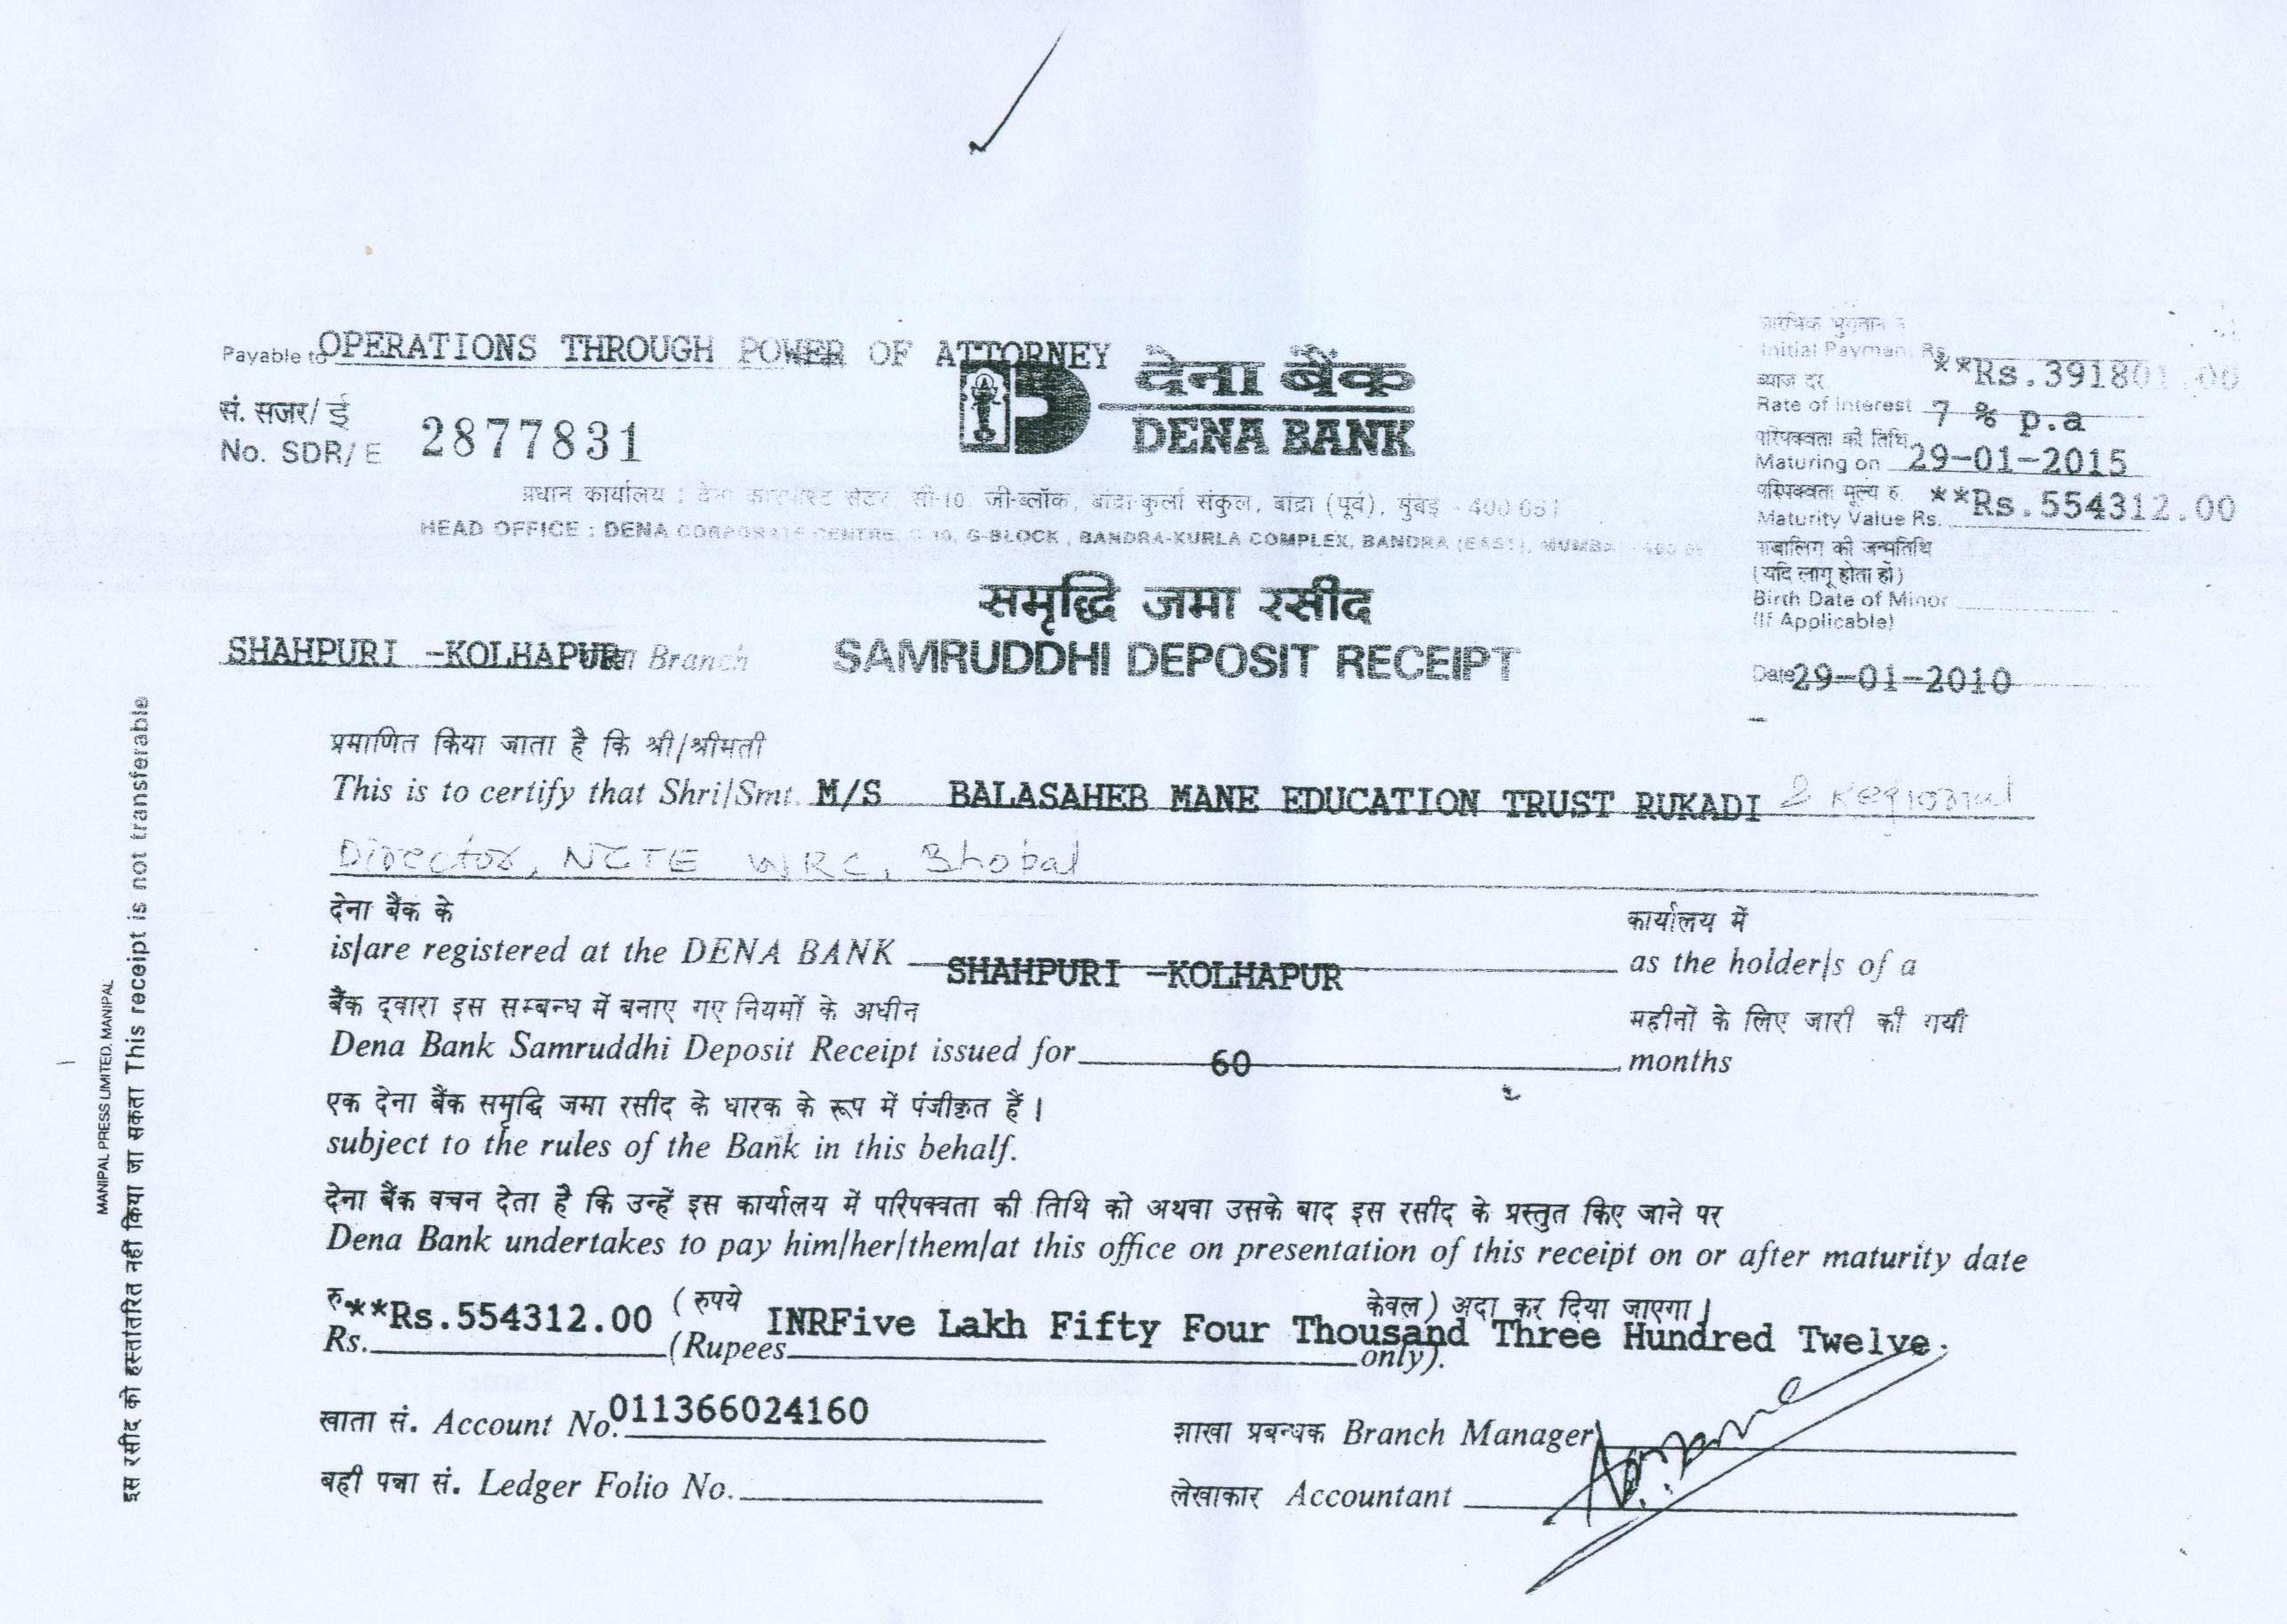 Payable to OPERATIONS THROUGH POWER OF ATTORNEY
सं. सजर/ई
No. SDR/E 2877831
देना बैंक
DENA BANK
प्रधान कार्यालय : देना कारपोरेट सेंटर, सी-10, जी-ब्लॉक, बांद्रा-कुर्ला संकुल, बांद्रा (पूर्व), मुंबई - 400 051
HEAD OFFICE : DENA CORPORATE CENTRE, C-10, G-BLOCK, BANDRA-KURLA COMPLEX, BANDRA (EAST), MUMBAI - 400 051
प्रारंभिक भुगतान रु.
Initial Payment Rs. **Rs.391801.00
ब्याज दर
Rate of Interest 7 % p.a
परिपक्वता की तिथि
Maturing on 29-01-2015
परिपक्वता मूल्य रु.
Maturity Value Rs. **Rs.554312.00
नाबालिग की जन्मतिथि
(यदि लागू होता हो)
Birth Date of Minor
(If Applicable)
समृद्धि जमा रसीद
SHAHPURI -KOLHAPUR Branch
SAMRUDDHI DEPOSIT RECEIPT
Date 29-01-2010
प्रमाणित किया जाता है कि श्री/श्रीमती
This is to certify that Shri/Smt. M/S BALASAHEB MANE EDUCATION TRUST RUKADI & Regional
Director, NCTE WRC, Bhopal
देना बैंक के कार्यालय में
is/are registered at the DENA BANK SHAHPURI -KOLHAPUR as the holder/s of a
बैंक द्वारा इस सम्बन्ध में बनाए गए नियमों के अधीन महीनों के लिए जारी की गयी
Dena Bank Samruddhi Deposit Receipt issued for 60 months
एक देना बैंक समृद्धि जमा रसीद के धारक के रूप में पंजीकृत हैं।
subject to the rules of the Bank in this behalf.
देना बैंक वचन देता है कि उन्हें इस कार्यालय में परिपक्वता की तिथि को अथवा उसके बाद इस रसीद के प्रस्तुत किए जाने पर
Dena Bank undertakes to pay him/her/them/at this office on presentation of this receipt on or after maturity date
रु. (रुपये केवल) अदा कर दिया जाएगा।
Rs. **Rs.554312.00 (Rupees INRFive Lakh Fifty Four Thousand Three Hundred Twelve. only).
खाता सं. Account No. 011366024160
शाखा प्रबन्धक Branch Manager
बही पन्ना सं. Ledger Folio No.
लेखाकार Accountant
MANIPAL PRESS LIMITED, MANIPAL
इस रसीद को हस्तांतरित नहीं किया जा सकता This receipt is not transferable